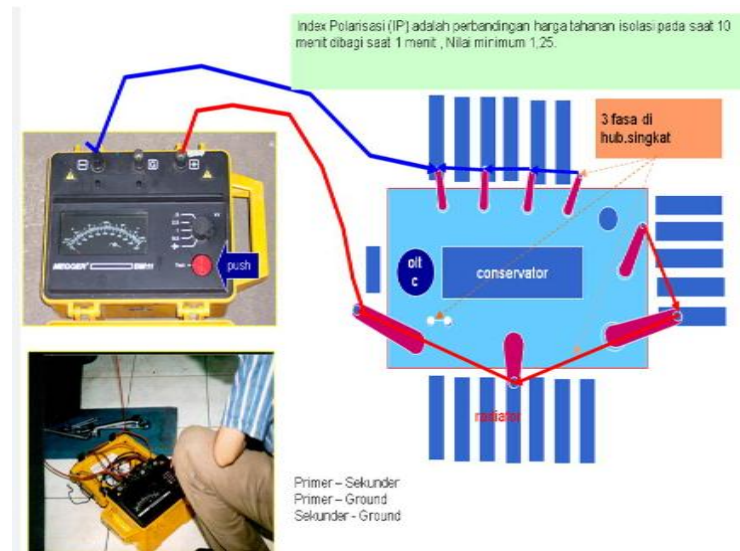 Index Polarisasi (IP) adalah perbandingan harga tahanan isolasi pada saat 10
menit dibagi saat 1 menit , Nilai minimum 1,25.
3 fasa di
hub.singkat
push
MEGGER
olt
c
conservator
radiator
Primer – Sekunder
Primer – Ground
Sekunder - Ground